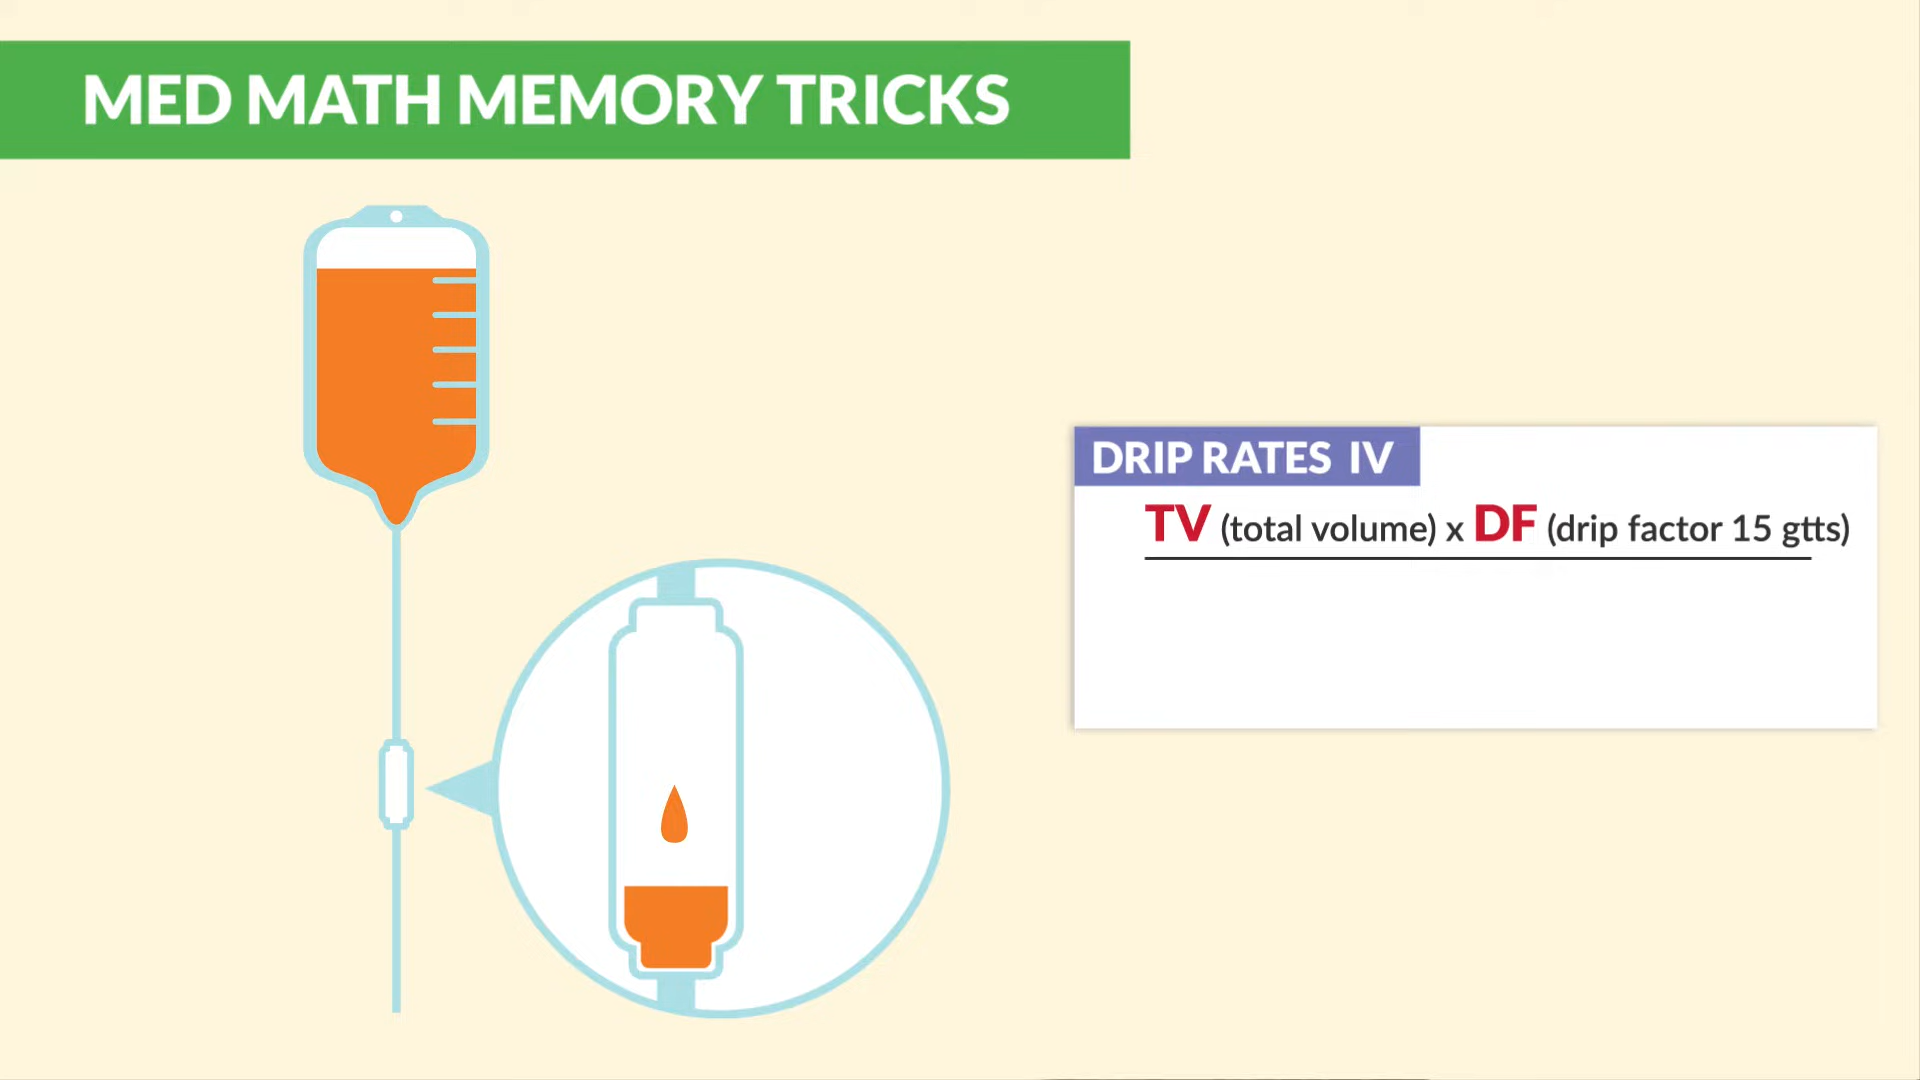 MED MATH MEMORY TRICKS
DRIP RATES IV
TV (total volume) x DF (drip factor 15 gtts)